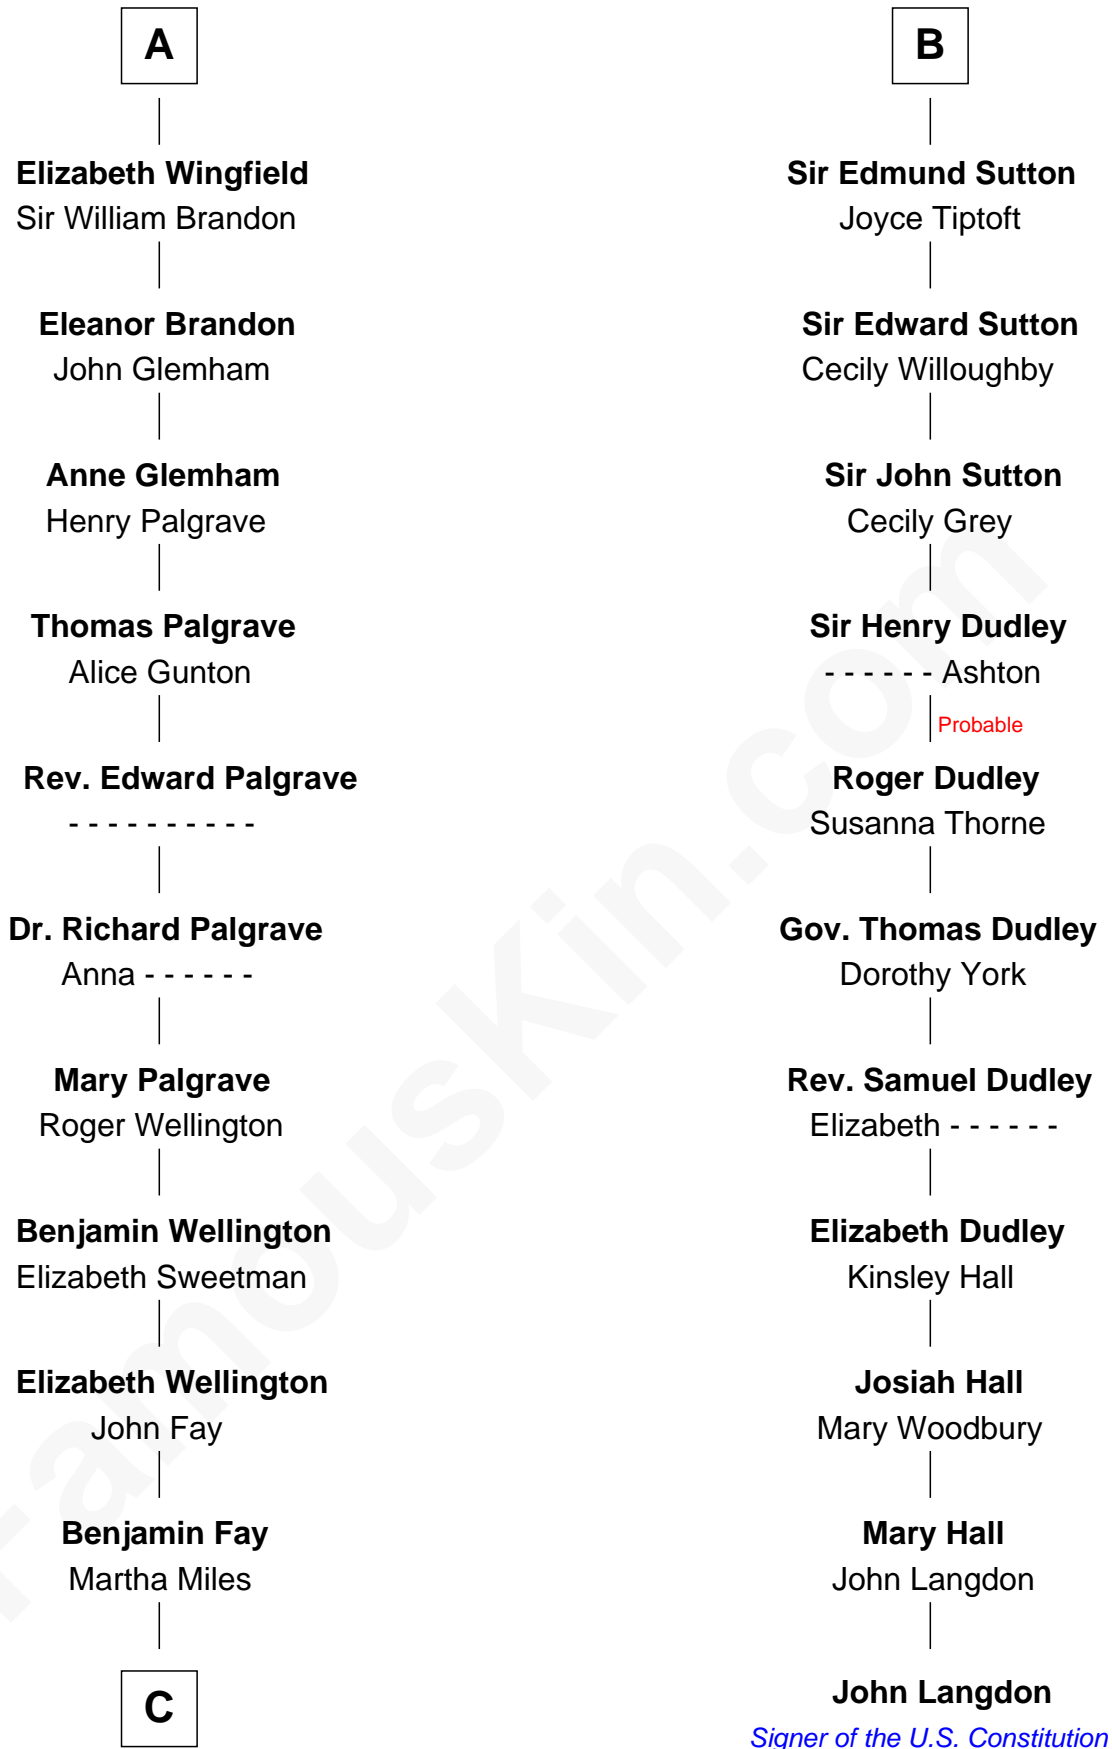 A
Elizabeth Wingfield
Sir William Brandon
Eleanor Brandon
John Glemham
Anne Glemham
Henry Palgrave
Thomas Palgrave
Alice Gunton
Rev. Edward Palgrave
- - - - - - - - - -
Dr. Richard Palgrave
Anna - - - - - -
Mary Palgrave
Roger Wellington
Benjamin Wellington
Elizabeth Sweetman
Elizabeth Wellington
John Fay
Benjamin Fay
Martha Miles
C
B
Sir Edmund Sutton
Joyce Tiptoft
Sir Edward Sutton
Cecily Willoughby
Sir John Sutton
Cecily Grey
Sir Henry Dudley
- - - - - - Ashton
Probable
Roger Dudley
Susanna Thorne
Gov. Thomas Dudley
Dorothy York
Rev. Samuel Dudley
Elizabeth - - - - - -
Elizabeth Dudley
Kinsley Hall
Josiah Hall
Mary Woodbury
Mary Hall
John Langdon
John Langdon
Signer of the U.S. Constitution
FamousKin.com